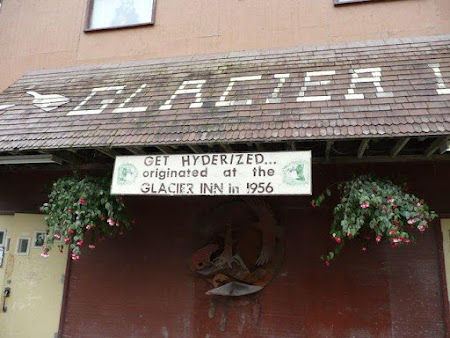 GLACIER I
GET HYDERIZED...
originated at the
GLACIER INN in 1956